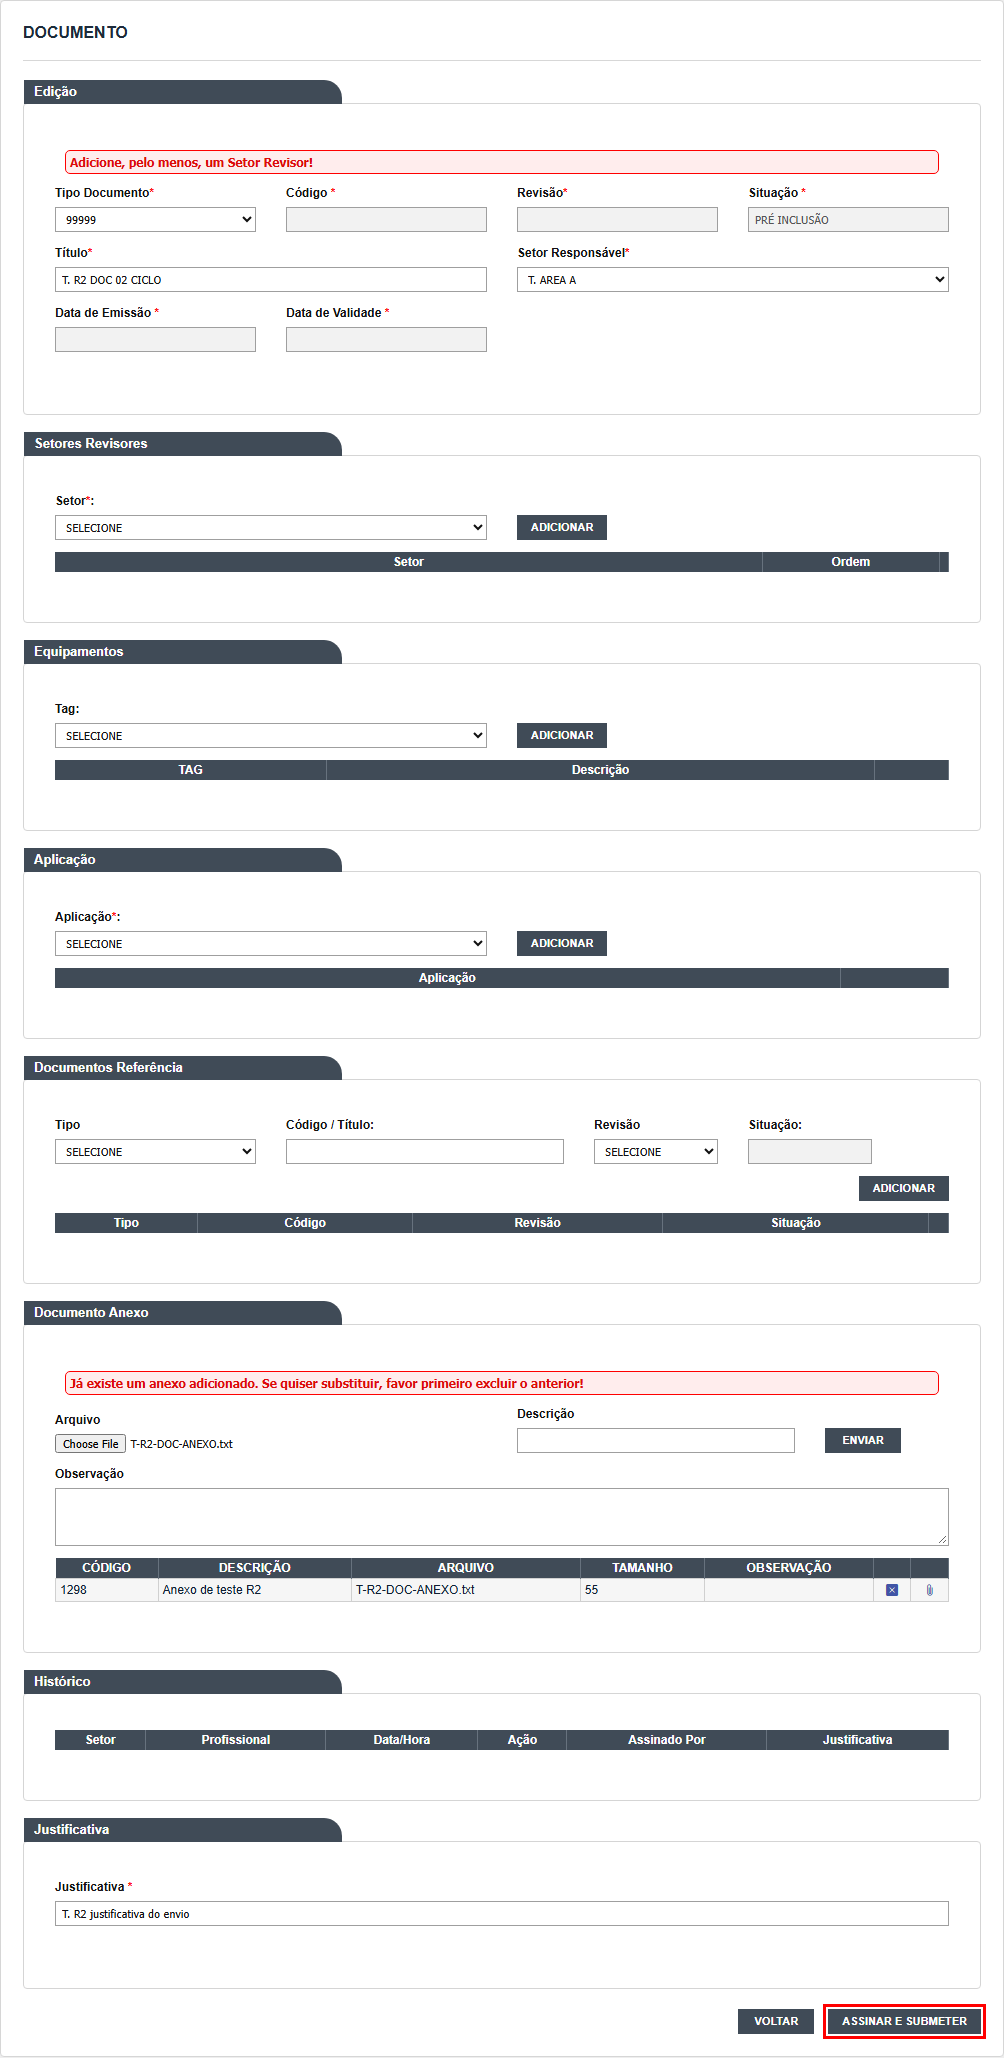 DOCUMENTO
Edição
Adicione, pelo menos, um Setor Revisor!
Tipo Documento* Código * Revisão* Situação *
99999 PRÉ INCLUSÃO
Título* Setor Responsável*
T. R2 DOC 02 CICLO T. AREA A
Data de Emissão * Data de Validade *
Setores Revisores
Setor*:
SELECIONE ADICIONAR
Setor Ordem
Equipamentos
Tag:
SELECIONE ADICIONAR
TAG Descrição
Aplicação
Aplicação*:
SELECIONE ADICIONAR
Aplicação
Documentos Referência
Tipo Código / Título: Revisão Situação:
SELECIONE SELECIONE
ADICIONAR
Tipo Código Revisão Situação
Documento Anexo
Já existe um anexo adicionado. Se quiser substituir, favor primeiro excluir o anterior!
Arquivo Descrição
Choose File T-R2-DOC-ANEXO.txt ENVIAR
Observação
CÓDIGO DESCRIÇÃO ARQUIVO TAMANHO OBSERVAÇÃO
1298 Anexo de teste R2 T-R2-DOC-ANEXO.txt 55
Histórico
Setor Profissional Data/Hora Ação Assinado Por Justificativa
Justificativa
Justificativa *
T. R2 justificativa do envio
VOLTAR ASSINAR E SUBMETER